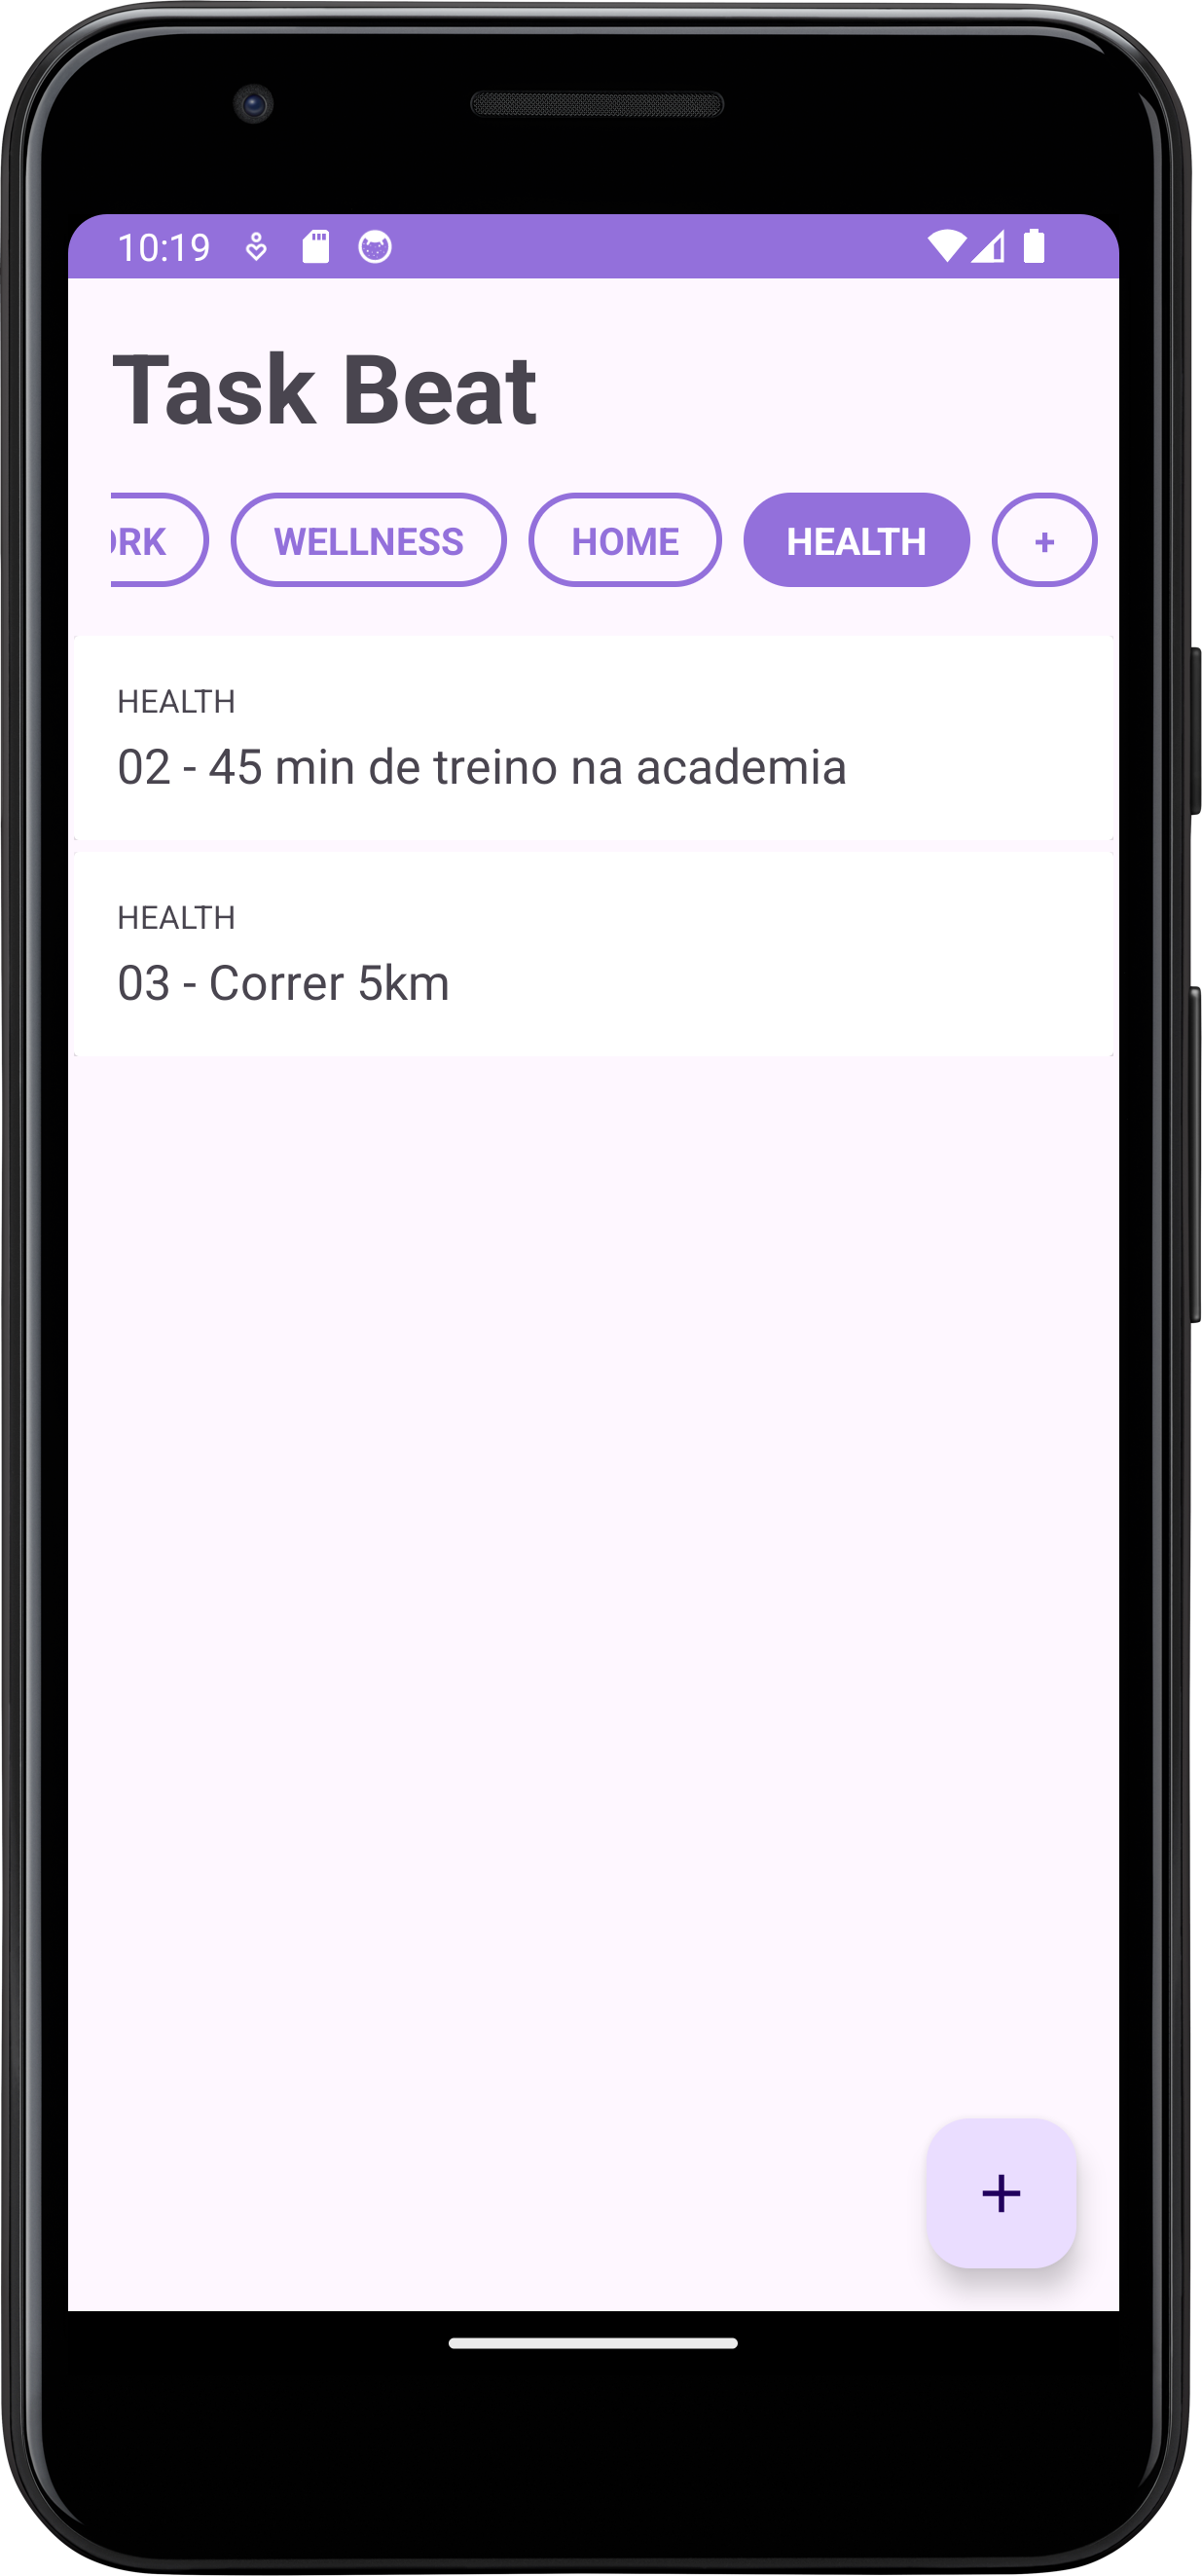 10:19
Task Beat
WELLNESS
HOME
HEALTH
+
HEALTH
02 - 45 min de treino na academia
HEALTH
03 - Correr 5km
+